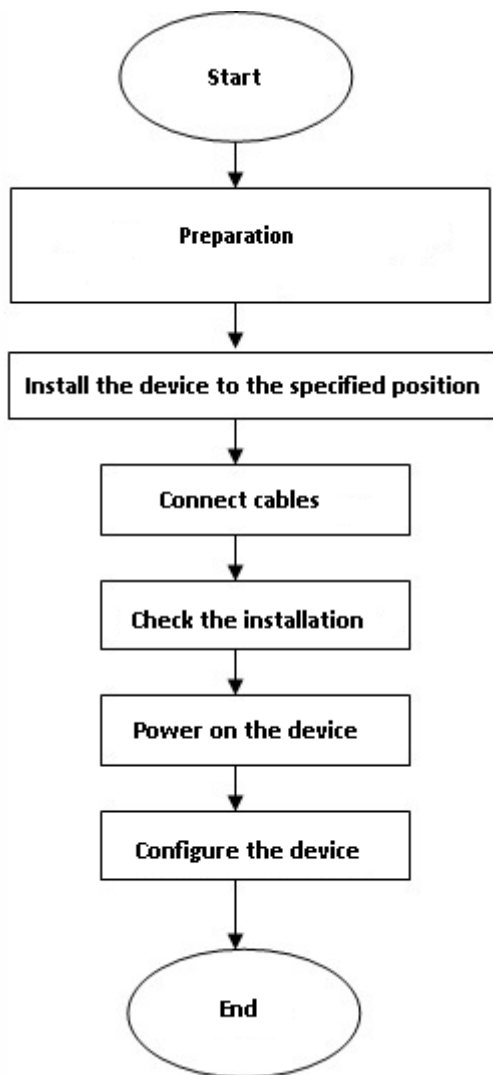 Start
Preparation
Install the device to the specified position
Connect cables
Check the installation
Power on the device
Configure the device
End